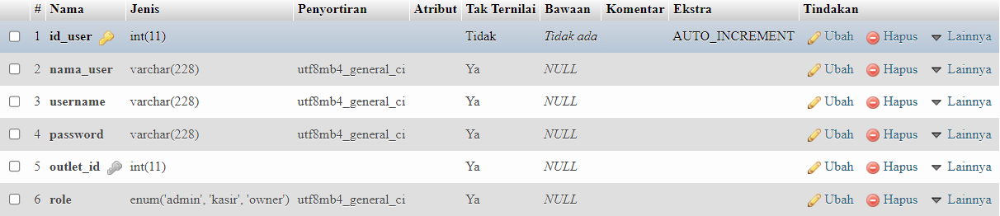 # Nama Jenis Penyortiran Atribut Tak Ternilai Bawaan Komentar Ekstra Tindakan
1 id_user int(11) Tidak Tidak ada AUTO_INCREMENT Ubah Hapus Lainnya
2 nama_user varchar(228) utf8mb4_general_ci Ya NULL Ubah Hapus Lainnya
3 username varchar(228) utf8mb4_general_ci Ya NULL Ubah Hapus Lainnya
4 password varchar(228) utf8mb4_general_ci Ya NULL Ubah Hapus Lainnya
5 outlet_id int(11) Ya NULL Ubah Hapus Lainnya
6 role enum('admin', 'kasir', 'owner') utf8mb4_general_ci Ya NULL Ubah Hapus Lainnya